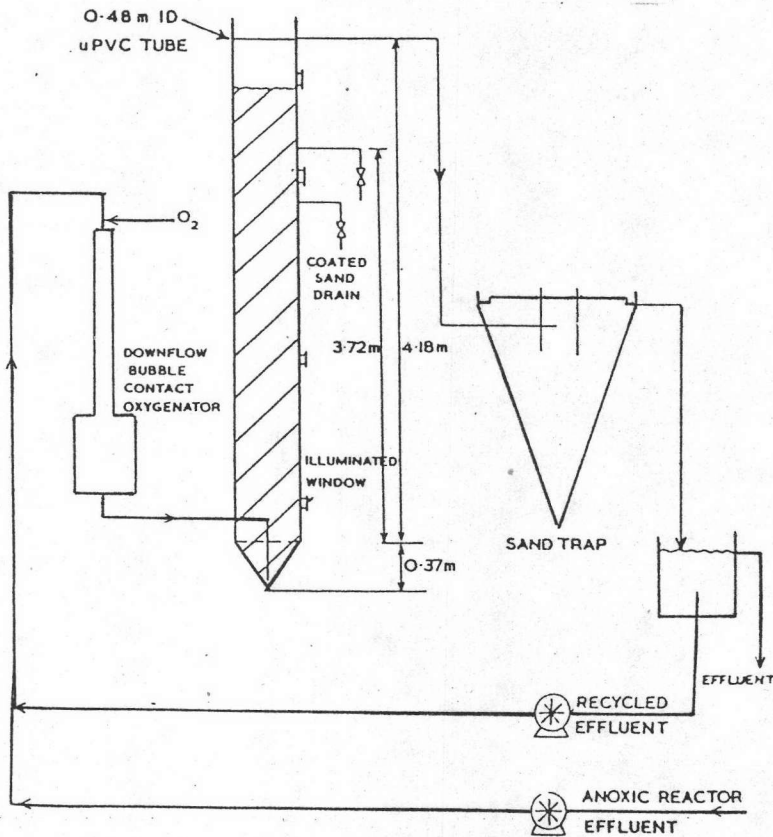 0·48 m ID
uPVC TUBE
O2
COATED
SAND
DRAIN
3·72m
4·18m
DOWNFLOW
BUBBLE
CONTACT
OXYGENATOR
ILLUMINATED
WINDOW
SAND TRAP
0·37m
EFFLUENT
RECYCLED
EFFLUENT
ANOXIC REACTOR
EFFLUENT